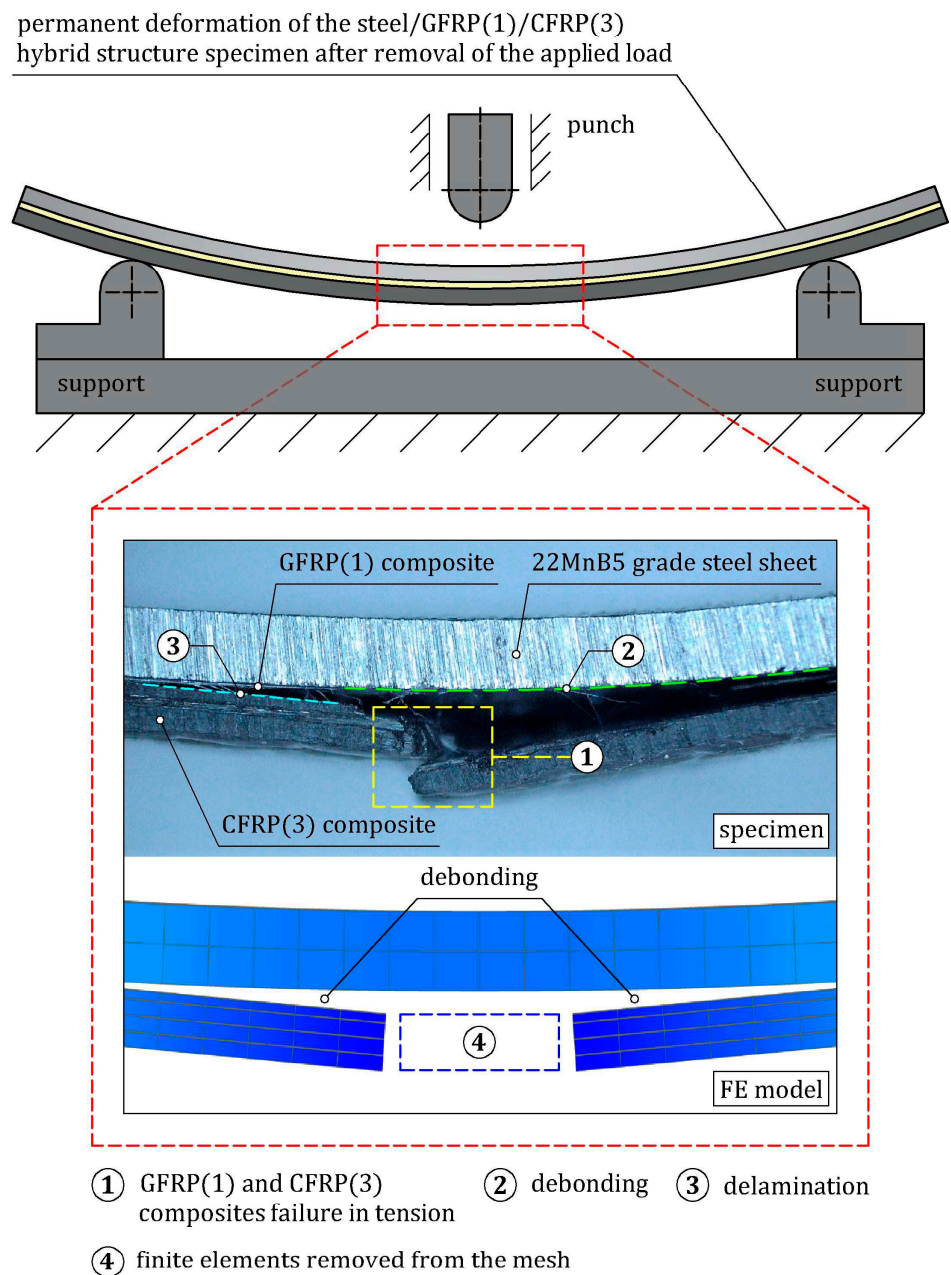 permanent deformation of the steel/GFRP(1)/CFRP(3)
hybrid structure specimen after removal of the applied load
punch
support
support
GFRP(1) composite
22MnB5 grade steel sheet
3
2
1
CFRP(3) composite
specimen
debonding
4
FE model
1 GFRP(1) and CFRP(3)
composites failure in tension
2 debonding
3 delamination
4 finite elements removed from the mesh